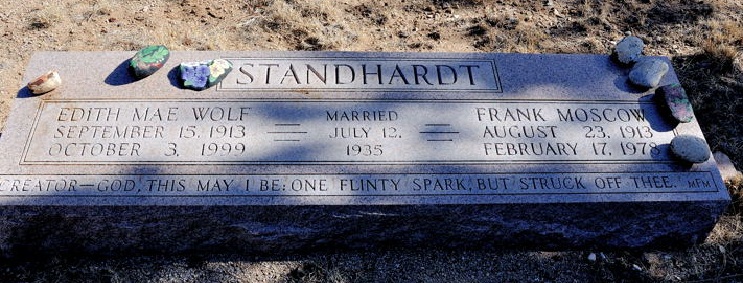 STANDHARDT
EDITH MAE WOLF
SEPTEMBER 15, 1913
OCTOBER 3, 1999
MARRIED
JULY 12,
1935
FRANK MOSCOW
AUGUST 23, 1913
FEBRUARY 17, 1978
CREATOR—GOD, THIS MAY I BE: ONE FLINTY SPARK, BUT STRUCK OFF THEE. MFM